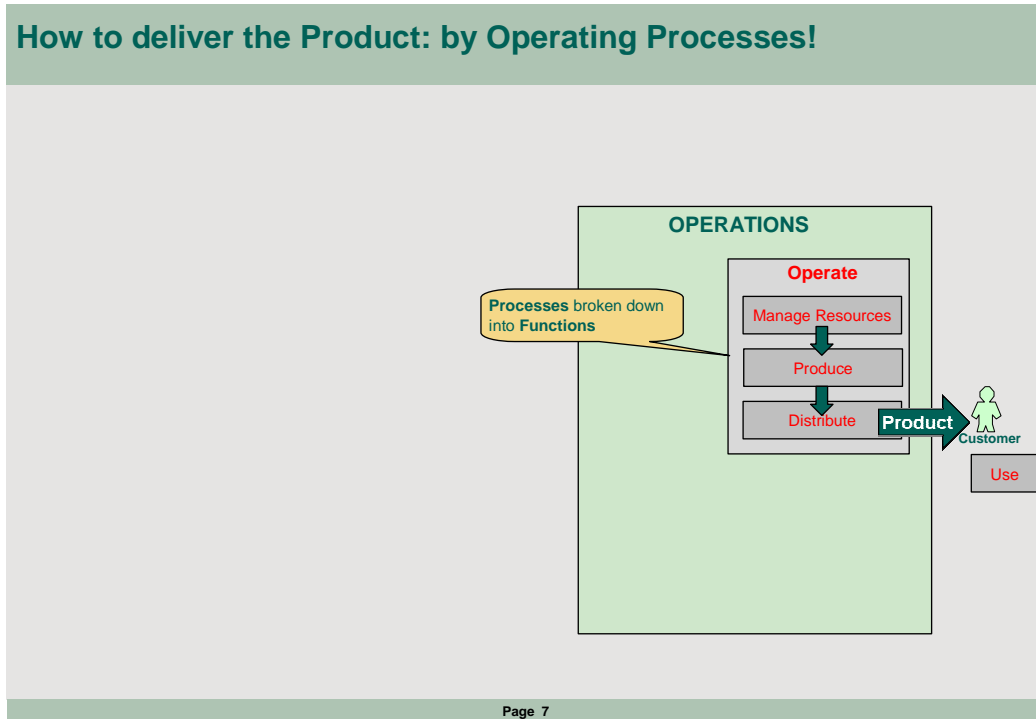 How to deliver the Product: by Operating Processes!
OPERATIONS
Operate
Processes broken down
into Functions
Manage Resources
Produce
Distribute
Product
Customer
Use
Page 7